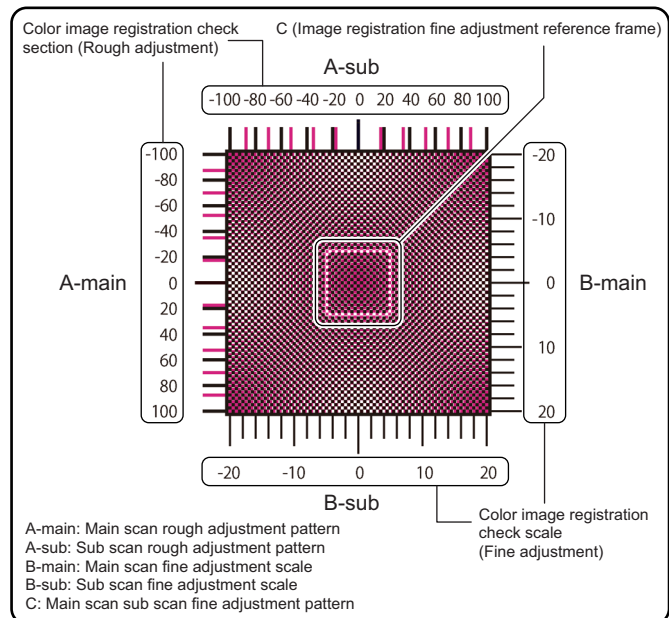 Color image registration check
section (Rough adjustment)
C (Image registration fine adjustment reference frame)
A-sub
-100 -80 -60 -40 -20 0 20 40 60 80 100
-100
-80
-60
-40
-20
0
20
40
60
80
100
A-main
-20
-10
0
10
20
B-main
-20 -10 0 10 20
B-sub
Color image registration
check scale
(Fine adjustment)
A-main: Main scan rough adjustment pattern
A-sub: Sub scan rough adjustment pattern
B-main: Main scan fine adjustment scale
B-sub: Sub scan fine adjustment scale
C: Main scan sub scan fine adjustment pattern